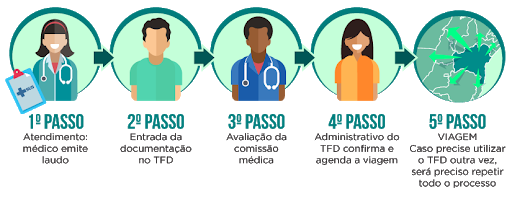 1º PASSO
Atendimento:
médico emite
laudo
2º PASSO
Entrada da
documentação
no TFD
3º PASSO
Avaliação da
comissão
médica
4º PASSO
Administrativo do
TFD confirma e
agenda a viagem
5º PASSO
VIAGEM
Caso precise utilizar
o TFD outra vez,
será preciso repetir
todo o processo